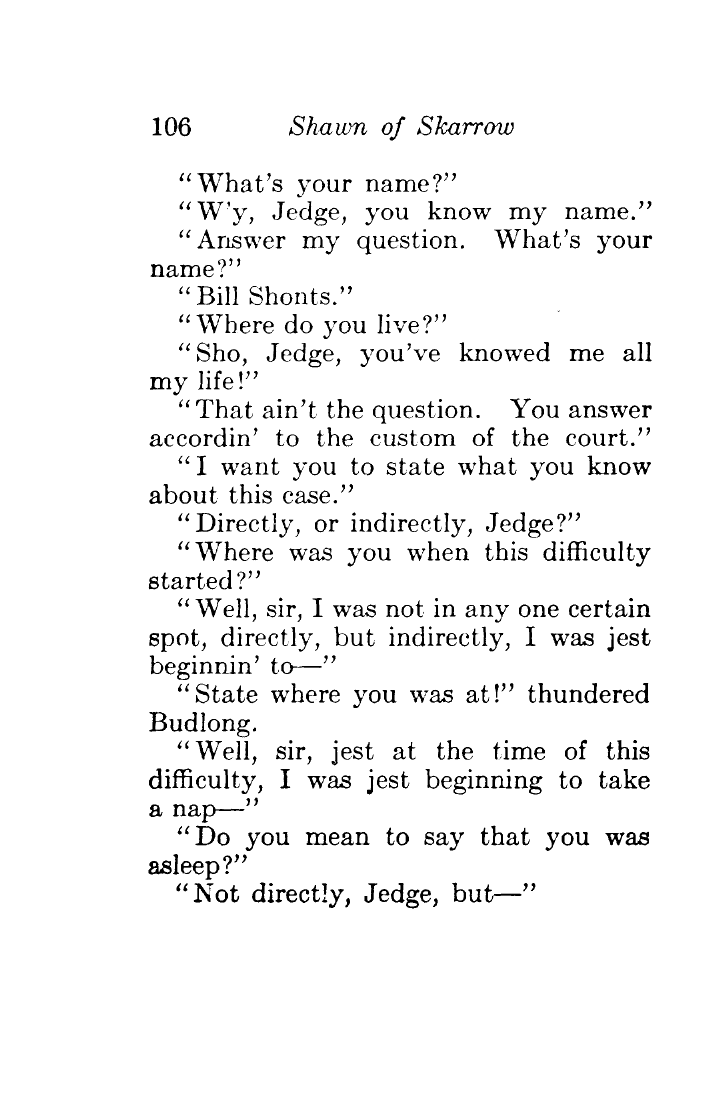 106 Shawn of Skarrow
“What's your name?”
“W'y, Jedge, you know my name.”
“Answer my question. What's your
name?”
“Bill Shonts.”
“Where do you live?”
“Sho, Jedge, you've knowed me all
my life!”
“That ain't the question. You answer
accordin' to the custom of the court.”
“I want you to state what you know
about this case.”
“Directly, or indirectly, Jedge?”
“Where was you when this difficulty
started?”
“Well, sir, I was not in any one certain
spot, directly, but indirectly, I was jest
beginnin' to—”
“State where you was at!” thundered
Budlong.
“Well, sir, jest at the time of this
difficulty, I was jest beginning to take
a nap—”
“Do you mean to say that you was
asleep?”
“Not directly, Jedge, but—”